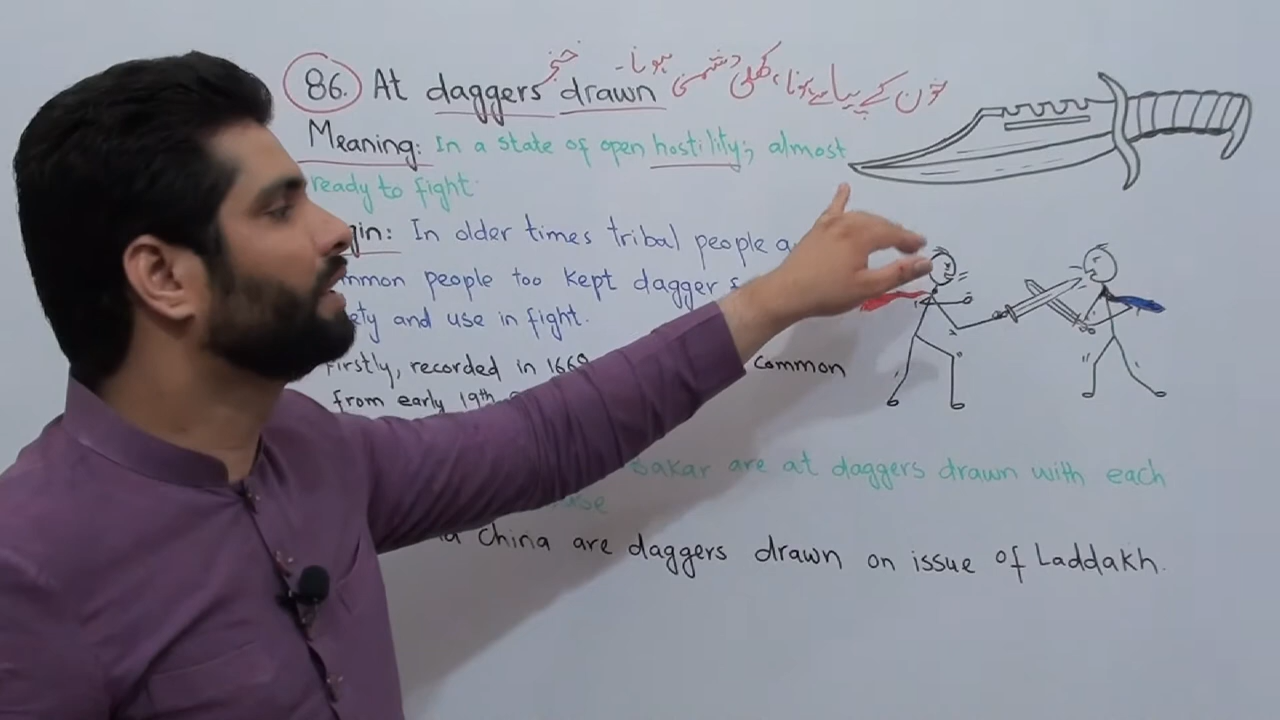 86. At daggers drawn خون کے پیاسے ہونا، کھلی دشمنی ہونا۔
خنجر
Meaning: In a state of open hostility; almost
ready to fight.
In older times tribal people
people too kept dagger
and use in fight.
Firstly, recorded in common
from early 19th
bakar are at daggers drawn with each
China are daggers drawn on issue of Laddakh.